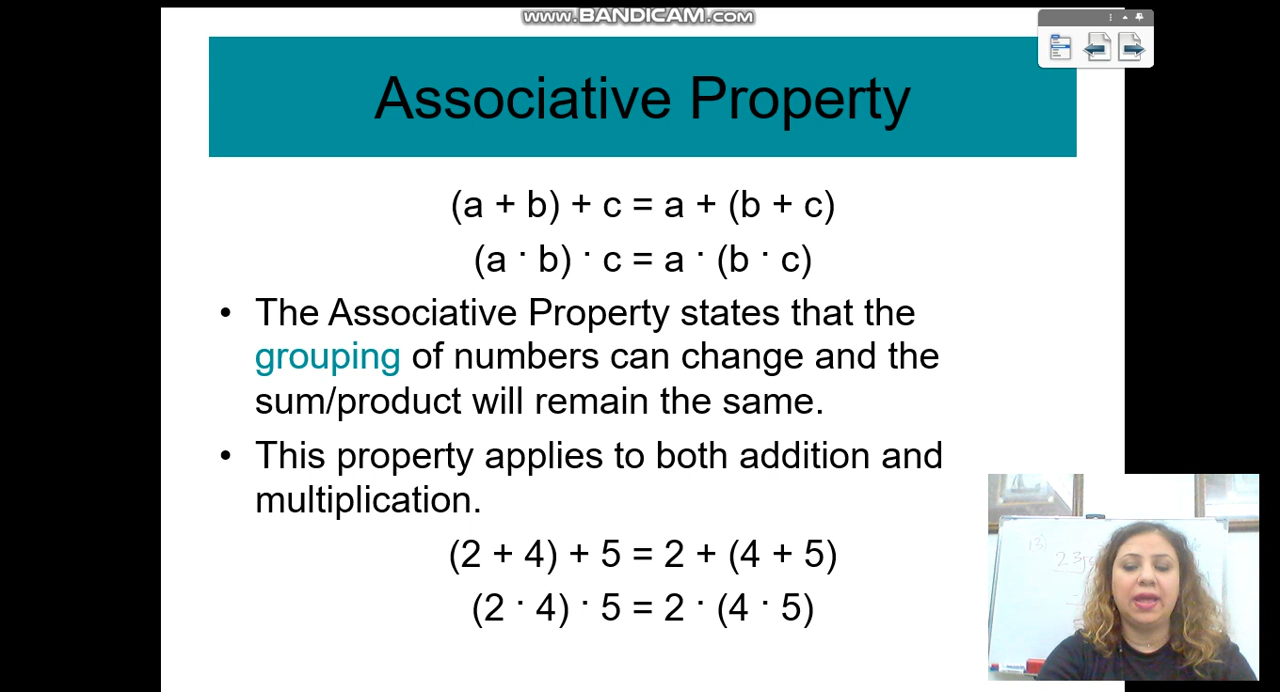 www.BANDICAM.com
Associative Property
(a + b) + c = a + (b + c)
(a · b) · c = a · (b · c)
• The Associative Property states that the
grouping of numbers can change and the
sum/product will remain the same.
• This property applies to both addition and
multiplication.
(2 + 4) + 5 = 2 + (4 + 5)
(2 · 4) · 5 = 2 · (4 · 5)